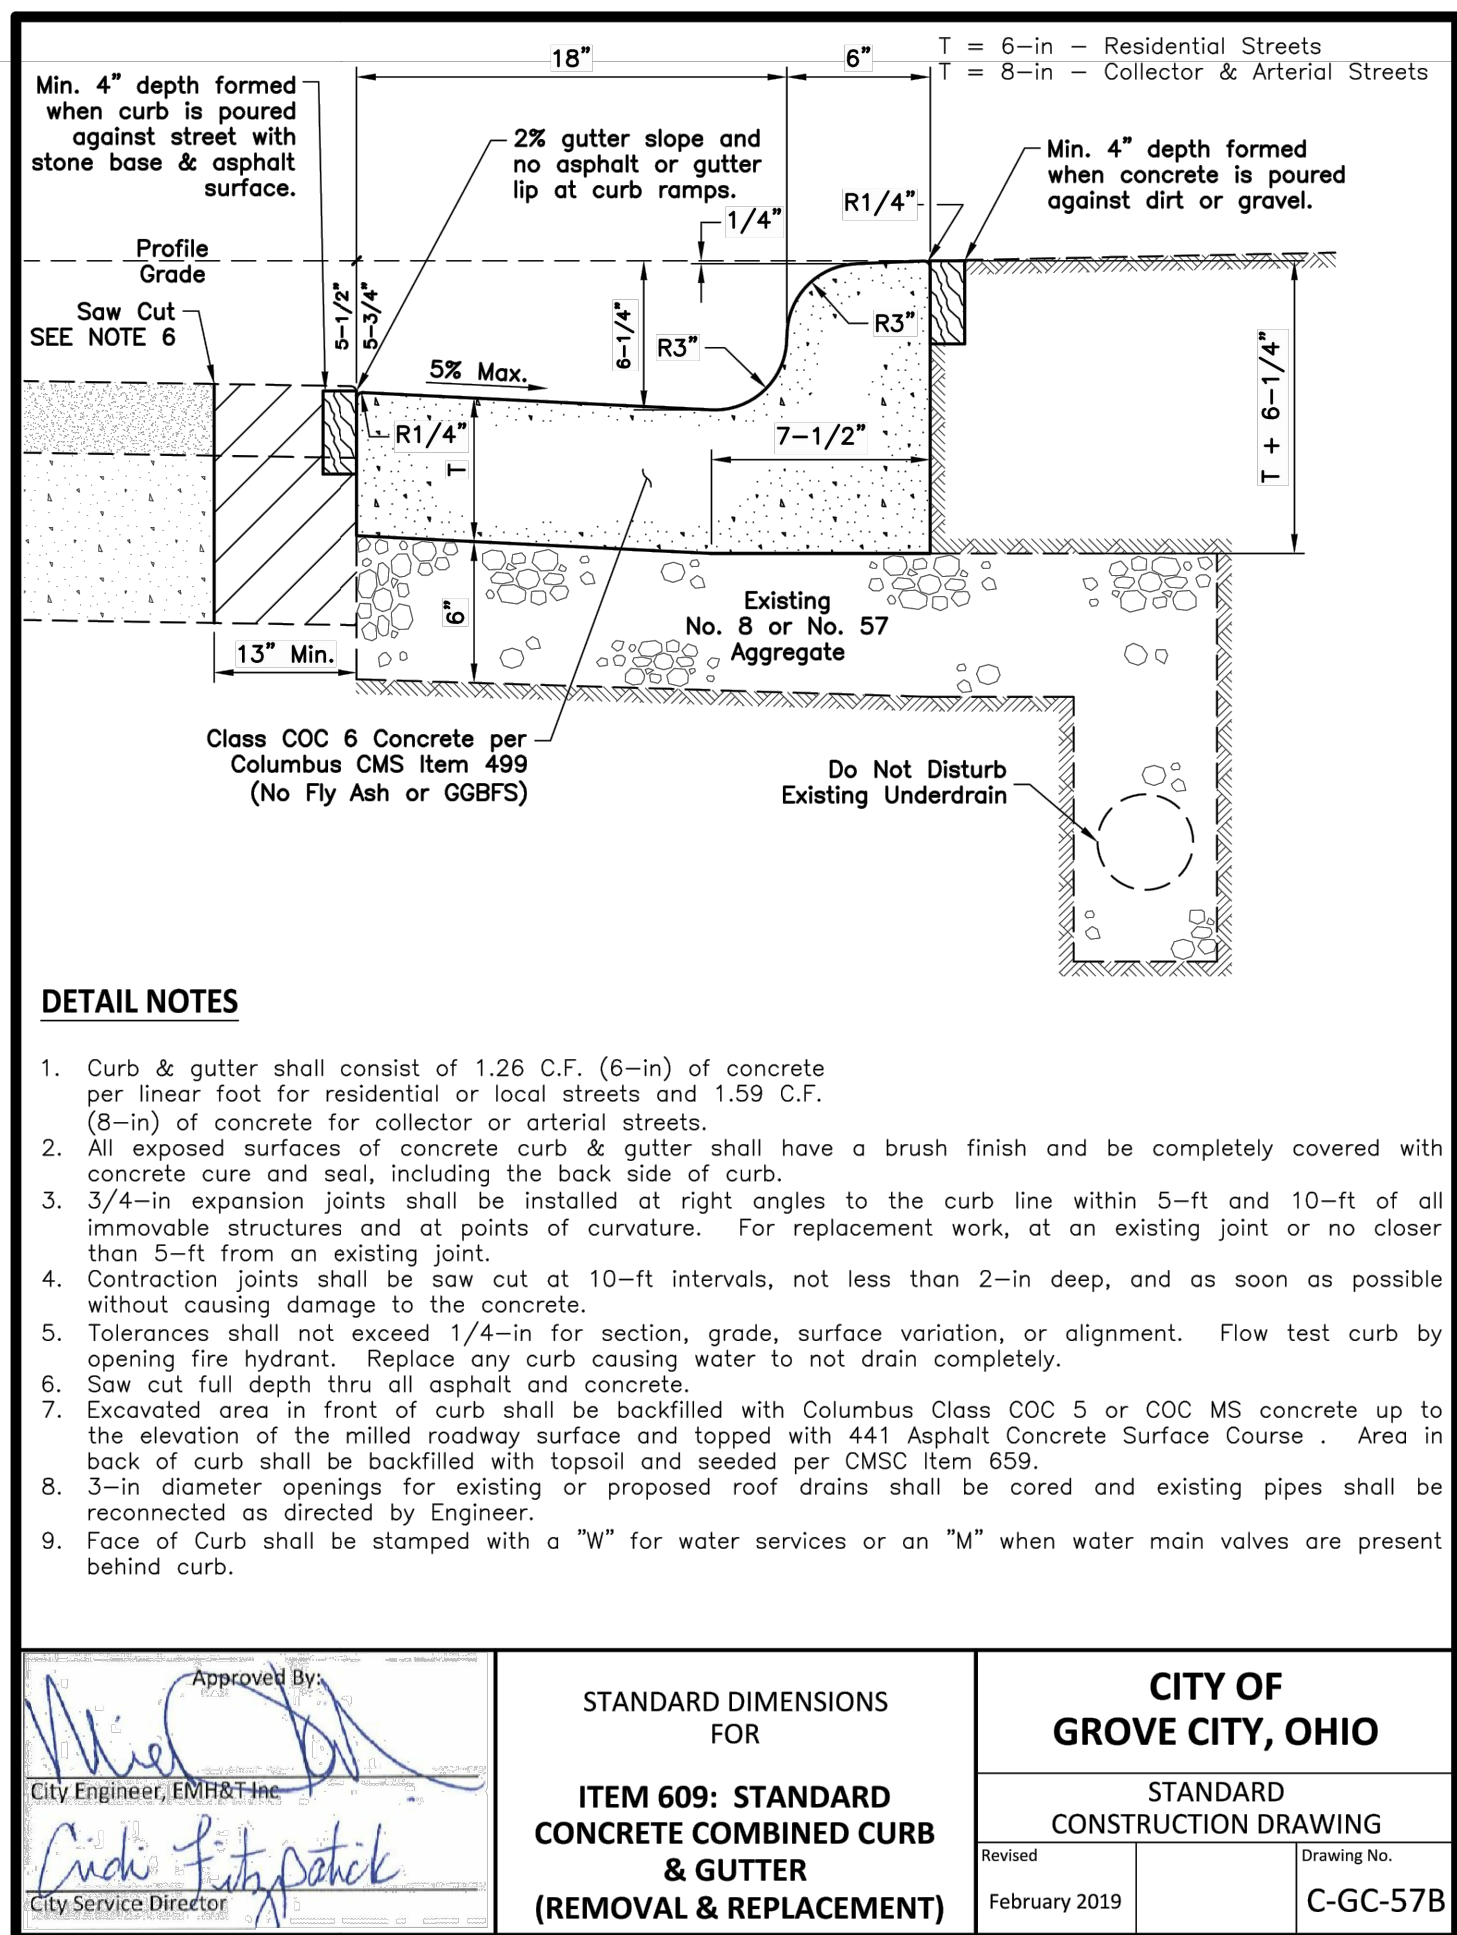 18”
6”
T = 6-in - Residential Streets
T = 8-in - Collector & Arterial Streets
Min. 4” depth formed
when curb is poured
against street with
stone base & asphalt
surface.
2% gutter slope and
no asphalt or gutter
lip at curb ramps.
Min. 4” depth formed
when concrete is poured
against dirt or gravel.
R1/4”
1/4”
Profile
Grade
Saw Cut
SEE NOTE 6
5-1/2”
5-3/4”
6-1/4”
R3”
R3”
5% Max.
R1/4”
T
7-1/2”
T + 6-1/4”
6”
Existing
No. 8 or No. 57
Aggregate
13” Min.
Class COC 6 Concrete per
Columbus CMS Item 499
(No Fly Ash or GGBFS)
Do Not Disturb
Existing Underdrain
DETAIL NOTES
1. Curb & gutter shall consist of 1.26 C.F. (6-in) of concrete
per linear foot for residential or local streets and 1.59 C.F.
(8-in) of concrete for collector or arterial streets.
2. All exposed surfaces of concrete curb & gutter shall have a brush finish and be completely covered with
concrete cure and seal, including the back side of curb.
3. 3/4-in expansion joints shall be installed at right angles to the curb line within 5-ft and 10-ft of all
immovable structures and at points of curvature. For replacement work, at an existing joint or no closer
than 5-ft from an existing joint.
4. Contraction joints shall be saw cut at 10-ft intervals, not less than 2-in deep, and as soon as possible
without causing damage to the concrete.
5. Tolerances shall not exceed 1/4-in for section, grade, surface variation, or alignment. Flow test curb by
opening fire hydrant. Replace any curb causing water to not drain completely.
6. Saw cut full depth thru all asphalt and concrete.
7. Excavated area in front of curb shall be backfilled with Columbus Class COC 5 or COC MS concrete up to
the elevation of the milled roadway surface and topped with 441 Asphalt Concrete Surface Course . Area in
back of curb shall be backfilled with topsoil and seeded per CMSC Item 659.
8. 3-in diameter openings for existing or proposed roof drains shall be cored and existing pipes shall be
reconnected as directed by Engineer.
9. Face of Curb shall be stamped with a ”W” for water services or an ”M” when water main valves are present
behind curb.
Approved By:
City Engineer, EMH&T Inc
Cindi Fitzpatrick
City Service Director
STANDARD DIMENSIONS
FOR
ITEM 609: STANDARD
CONCRETE COMBINED CURB
& GUTTER
(REMOVAL & REPLACEMENT)
CITY OF
GROVE CITY, OHIO
STANDARD
CONSTRUCTION DRAWING
Revised
February 2019
Drawing No.
C-GC-57B